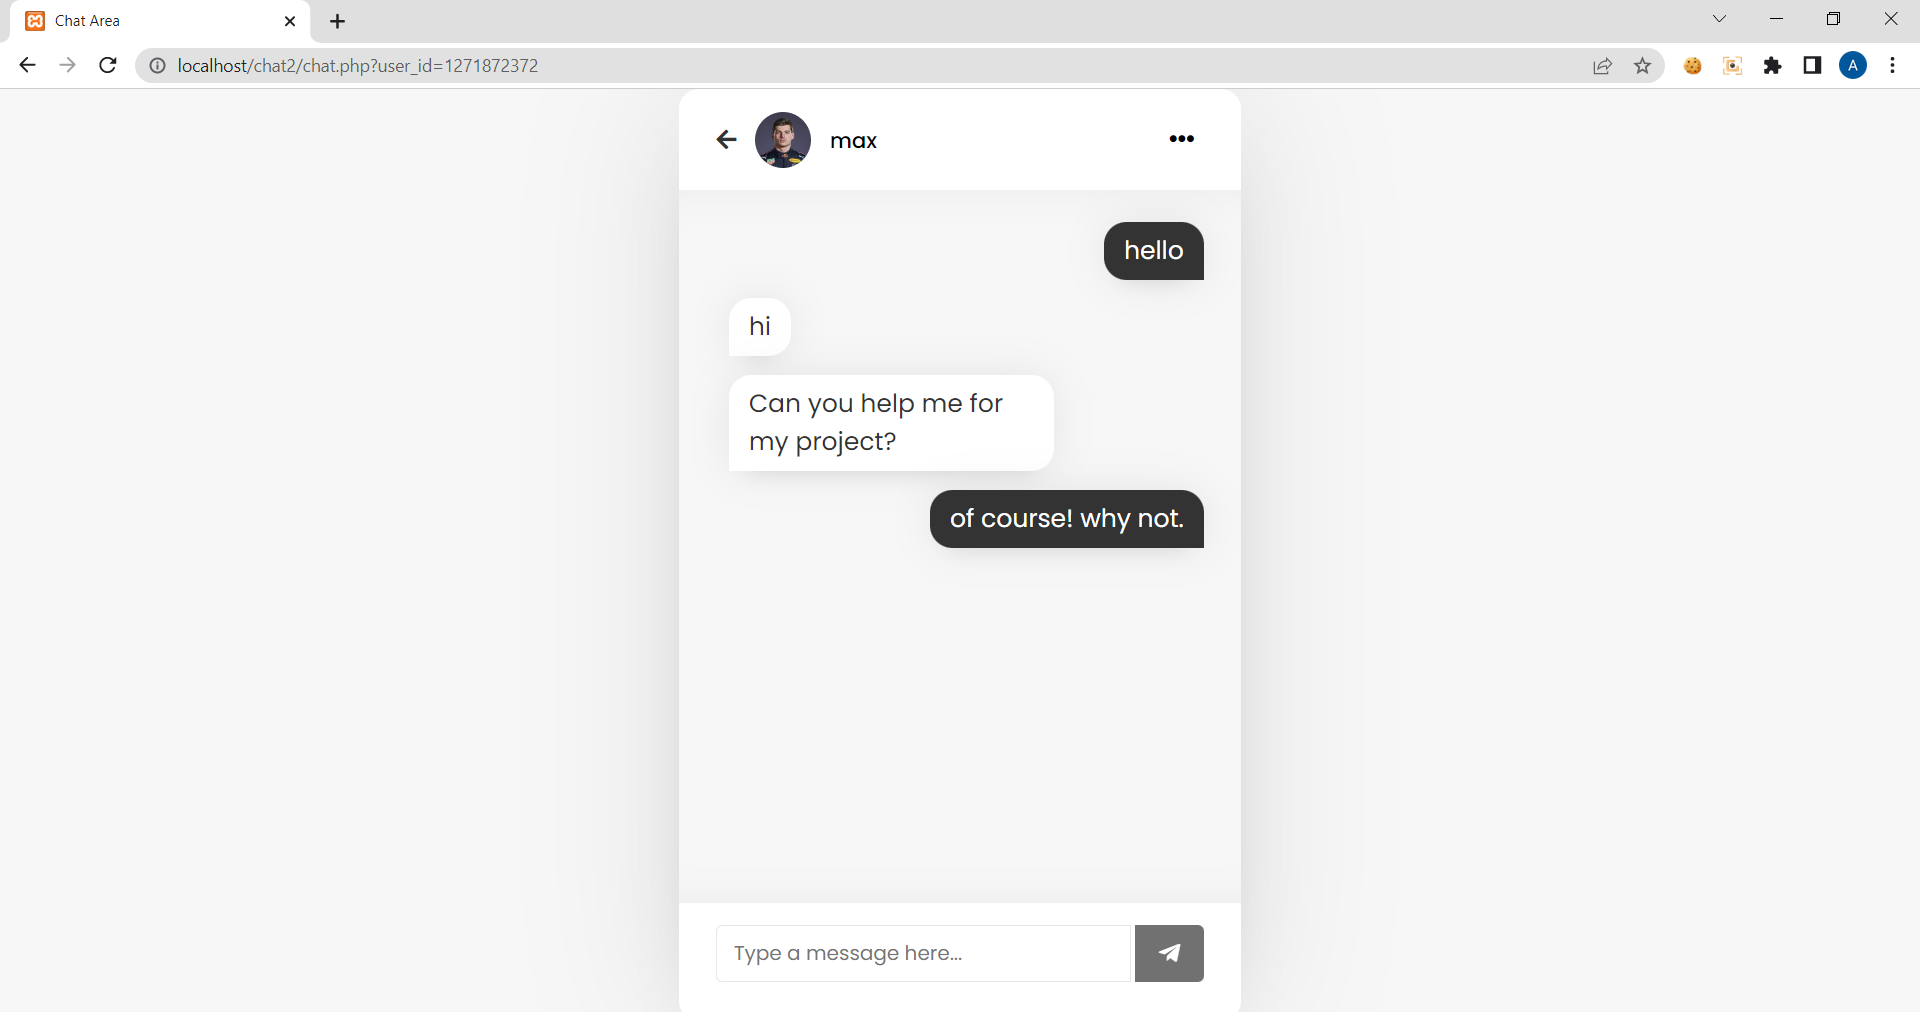 Chat Area
localhost/chat2/chat.php?user_id=1271872372
A
max
hello
hi
Can you help me for
my project?
of course! why not.
Type a message here...